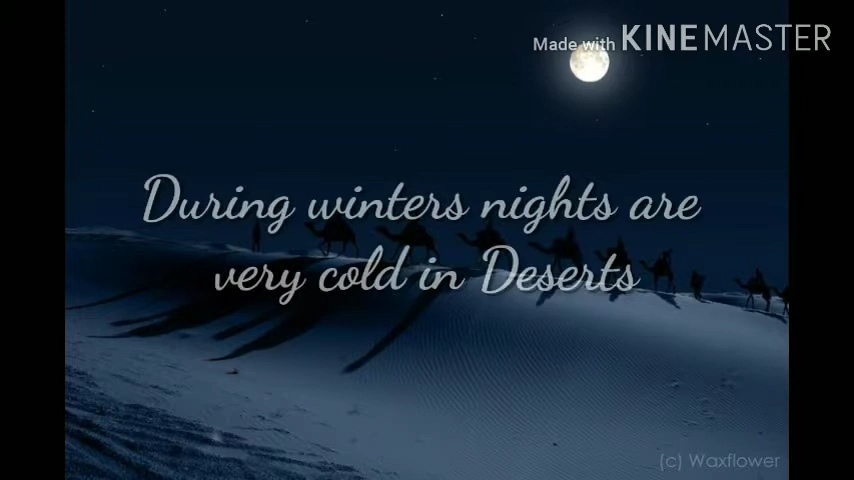 Made with KINEMASTER
During winters nights are
very cold in Deserts
(c) Waxflower